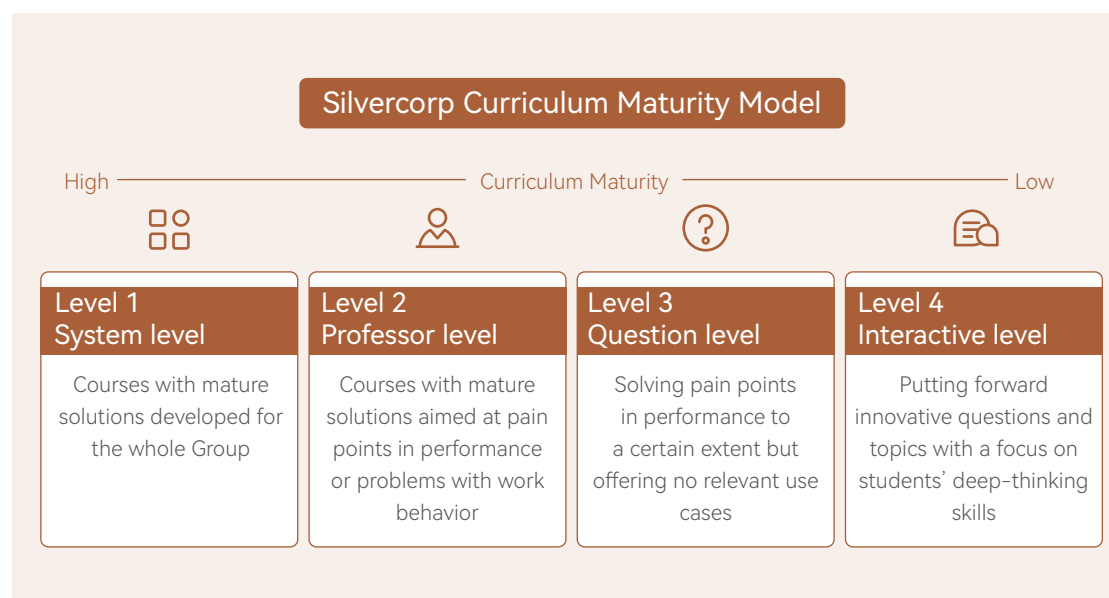 Silvercorp Curriculum Maturity Model
High Curriculum Maturity Low
Level 1
System level
Courses with mature
solutions developed for
the whole Group
Level 2
Professor level
Courses with mature
solutions aimed at pain
points in performance
or problems with work
behavior
Level 3
Question level
Solving pain points
in performance to
a certain extent but
offering no relevant use
cases
Level 4
Interactive level
Putting forward
innovative questions and
topics with a focus on
students’ deep-thinking
skills